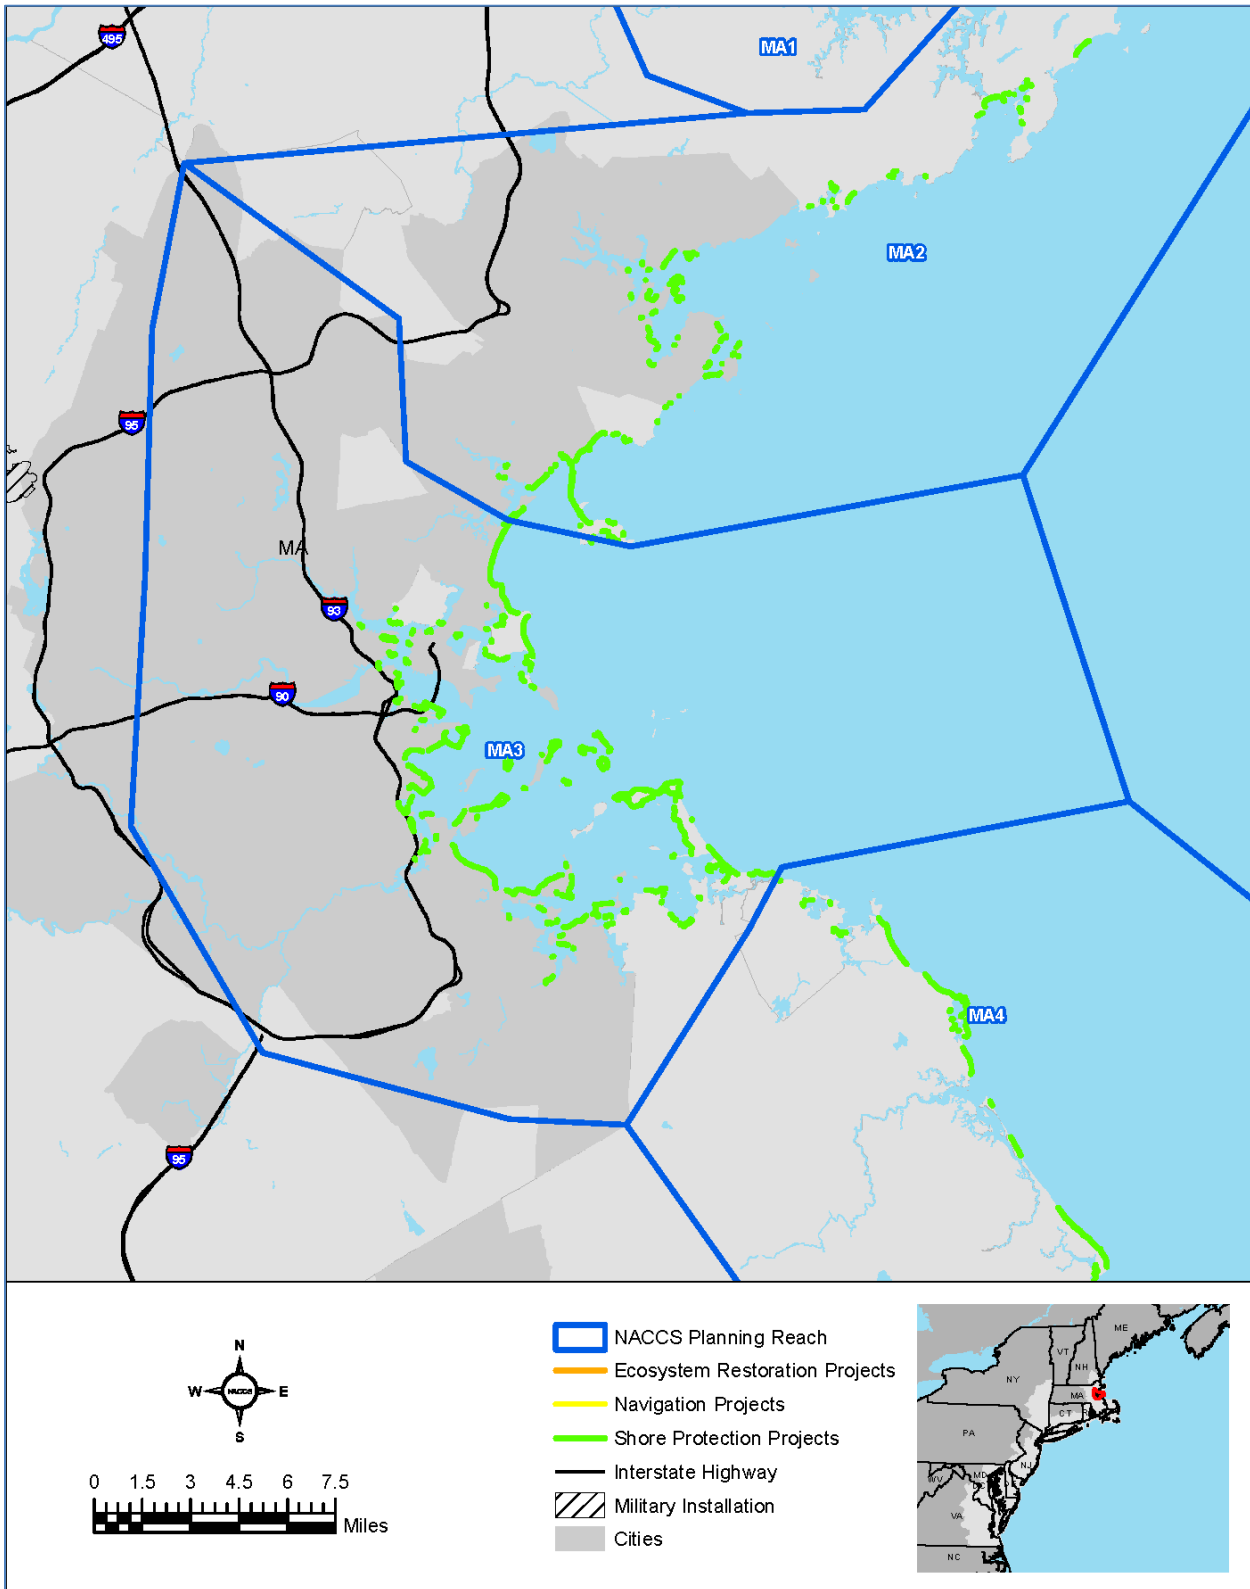 495
MA1
MA2
95
MA
93
90
MA3
MA4
95
N
W NACCS E
S
0 1.5 3 4.5 6 7.5
Miles
NACCS Planning Reach
Ecosystem Restoration Projects
Navigation Projects
Shore Protection Projects
Interstate Highway
Military Installation
Cities
ME
VT
NH
NY
MA
CT
PA
NJ
MD
WV
VA
NC